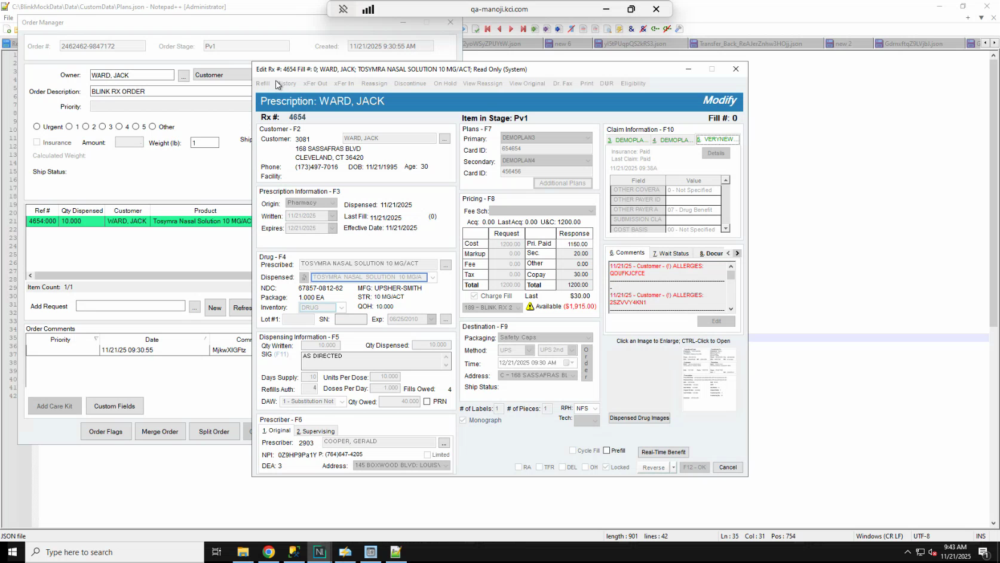 C:\BlinkMockData\Data\CustomData\Plans.json - Notepad++ [Administrator]
qa-manoji.kci.com
File
Order Manager
Order #: 2462462-9847172 Order Stage: Pv1 Created: 11/21/2025 9:30:55 AM
2yoWSyZPUYtW.json new 6 yl5tPUqpQS2kRS3.json Transfer_Back_ReAJerZnhw3HOjj.json new 2 GdrnxftqZ9LVjbJ.json
Owner: WARD, JACK ... Customer
Order Description: BLINK RX ORDER
Priority:
Urgent 1 2 3 4 5 Other
Insurance Amount: Weight (lb): 1
Calculated Weight:
Ship Status:
Ref # Qty Dispensed Customer Product
4654:000 10.000 WARD, JACK Tosymra Nasal Solution 10 MG/AC
Item Count: 1/1
Add Request ... New Refres
Order Comments
Priority Date Comm
11/21/25 09:30:55 MjkwXIGFtz
Add Care Kit Custom Fields
Order Flags Merge Order Split Order
Edit Rx #: 4654 Fill #: 0; WARD, JACK; TOSYMRA NASAL SOLUTION 10 MG/ACT; Read Only (System)
Refill History xFer Out xFer In Reassign Discontinue On Hold View Reassign View Original Dr. Fax Print DUR Eligibility
Prescription: WARD, JACK Modify
Rx #: 4654 Item in Stage: Pv1 Fill #: 0
Customer - F2
Customer: 3081 WARD, JACK ...
168 SASSAFRAS BLVD
CLEVELAND, CT 36420
Phone: (173)497-7016 DOB: 11/21/1995 Age: 30
Facility:
Prescription Information - F3
Origin: Pharmacy Dispensed: 11/21/2025
Written: 11/21/2025 Last Fill: 11/21/2025 (0)
Expires: 12/21/2025 Effective Date: 11/21/2025
Drug - F4
Prescribed: TOSYMRA NASAL SOLUTION 10 MG/ACT ...
Dispensed: TOSYMRA NASAL SOLUTION 10 MG/A
NDC: 67857-0812-62 MFG: UPSHER-SMITH
Package: 1.000 EA STR: 10 MG/ACT
Inventory: DRUG QOH: 10.000
Lot #1: SN: Exp: 06/25/2010 ...
Dispensing Information - F5
Qty Written: 10.000 Qty Dispensed: 10.000
SIG (F11) AS DIRECTED
Days Supply: 10 Units Per Dose: 10.000
Refills Auth: 4 Doses Per Day: 1.000 Fills Owed: 4
DAW: 1 - Substitution Not Qty Owed: 40.000 PRN
Prescriber - F6
1. Original 2. Supervising
Prescriber: 2903 COOPER, GERALD ...
NPI: 0Z9HP9Pa1Y P: (764)647-4205 Limited
DEA: 3 Address: 145 BOXWOOD BLVD: LOUIS\
Plans - F7
Primary: DEMOPLAN3
Card ID: 654654
Secondary: DEMOPLAN4
Card ID: 456456
Additional Plans
Pricing - F8
Fee Sch:
Acq: 0.00 LastAcq: 0.00 U&C: 1200.00
Request Response
Cost 1200.00 Pri. Paid 1150.00
Markup 0.00 Sec. 20.00
Fee 0.00 Other 0.00
Tax 0.00 Copay 30.00
Total 1200.00 Total 1200.00
Charge Fill Last $30.00
189 - BLINK RX 2 Available ($1,915.00)
Destination - F9
Packaging: Safety Caps
Method: UPS UPS 2nd
Time: 12/21/2025 09:30 AM
Address: C - 168 SASSAFRAS BL
Ship Status:
Order
# of Labels: 1 # of Pieces: 1 RPH: NFS
Monograph Tech:
Claim Information - F10
3. DEMOPLA... 4. DEMOPLA... 5. VERYNEW...
Insurance: Paid
Last Claim: Paid
11/21/2025 09:38A
Details
Field Value
OTHER COVERA 0 - Not Specified
OTHER PAYER ID
OTHER PAYER A 07 - Drug Benefit
SUBMISSION CLA
COST BASIS 00 - Not Specified
6. Comments 7. Wait Status 8. Docur
11/21/25 - Customer - (!) ALLERGIES:
QOUFKJCFCE
-
11/21/25 - Customer - (!) ALLERGIES:
2SZVVY4KN1
Edit
Click an Image to Enlarge; CTRL-Click to Open
Dispensed Drug Images
Cycle Fill Prefill Real-Time Benefit
RA TFR DEL OH Locked Reverse F12 - OK Cancel
JSON file length : 901 lines : 42 Ln : 35 Col : 31 Pos : 754 Windows (CR LF) UTF-8 INS
Type here to search
9:43 AM
11/21/2025